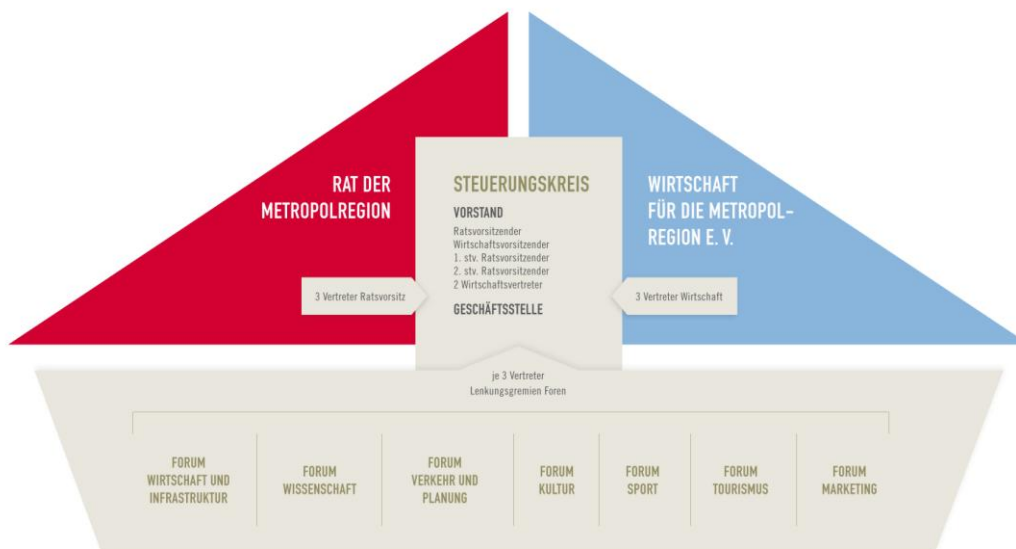 RAT DER
METROPOLREGION
3 Vertreter Ratsvorsitz
STEUERUNGSKREIS
VORSTAND
Ratsvorsitzender
Wirtschaftsvorsitzender
1. stv. Ratsvorsitzender
2. stv. Ratsvorsitzender
2 Wirtschaftsvertreter
GESCHÄFTSSTELLE
WIRTSCHAFT
FÜR DIE METROPOL-
REGION E. V.
3 Vertreter Wirtschaft
je 3 Vertreter
Lenkungsgremien Foren
FORUM
WIRTSCHAFT UND
INFRASTRUKTUR
FORUM
WISSENSCHAFT
FORUM
VERKEHR UND
PLANUNG
FORUM
KULTUR
FORUM
SPORT
FORUM
TOURISMUS
FORUM
MARKETING